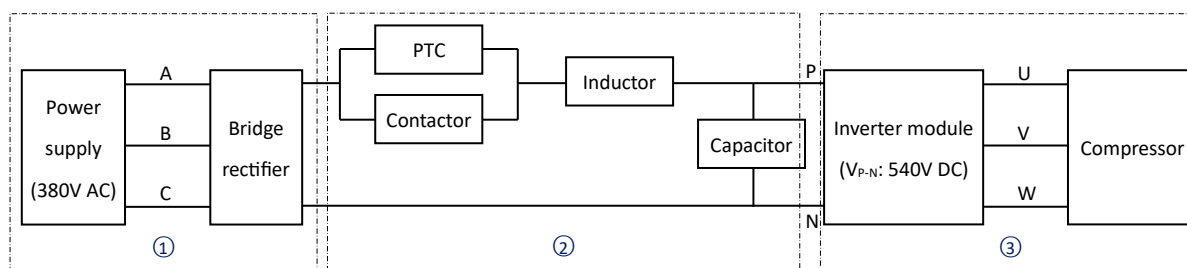 Power
supply
(380V AC)
A
B
C
Bridge
rectifier
PTC
Contactor
Inductor
Capacitor
P
N
Inverter module
(VP-N: 540V DC)
U
V
W
Compressor
①
②
③